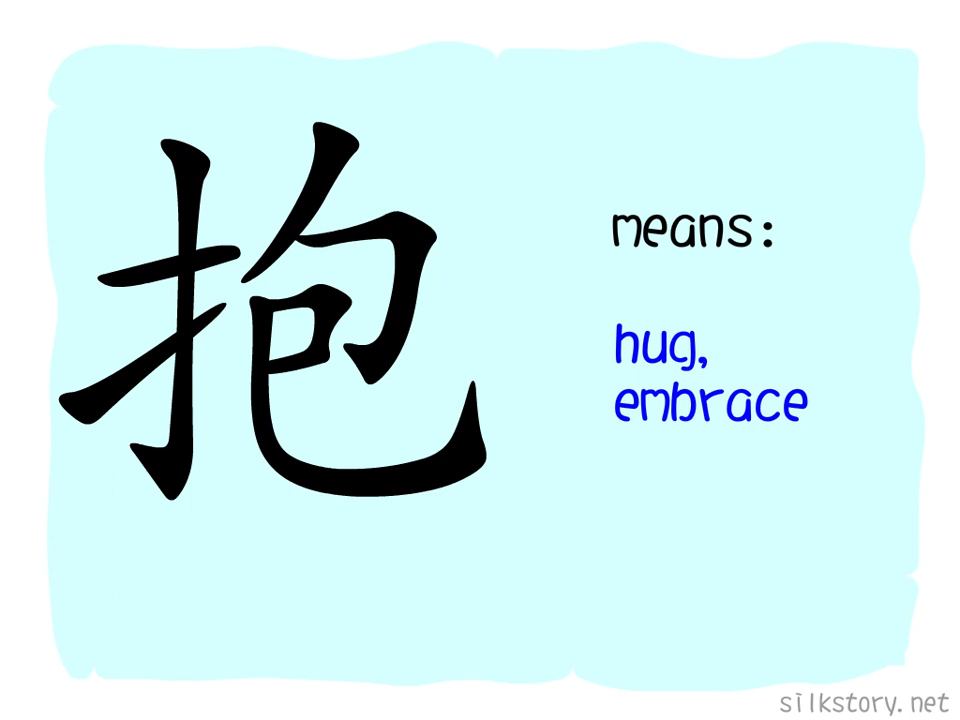 抱
means:
hug,
embrace
silkstory.net